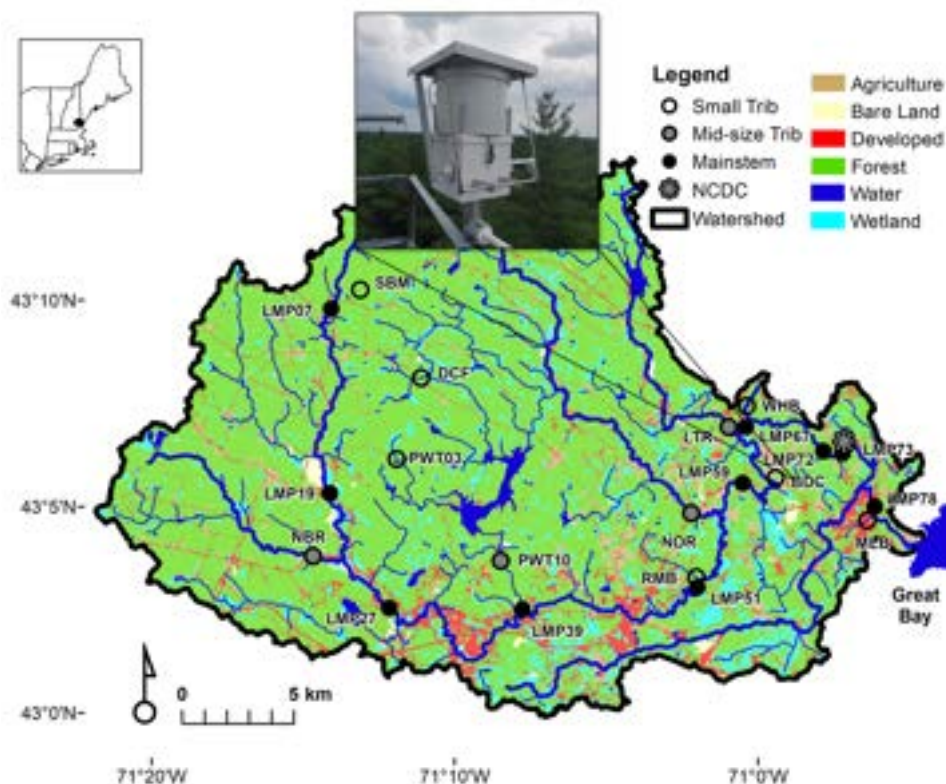 Legend
Small Trib
Mid-size Trib
Mainstem
NCDC
Watershed
Agriculture
Bare Land
Developed
Forest
Water
Wetland
43°10'N
SBM
LMP07
DCF
WHB
LTR
LMP67
LMP72
LMP73
PWT03
LMP59
BDC
LMP19
LMP78
43°5'N
NBR
NOR
MLB
PWT10
RMB
LMP51
Great
Bay
LMP27
LMP39
0
5 km
43°0'N
71°20'W
71°10'W
71°0'W